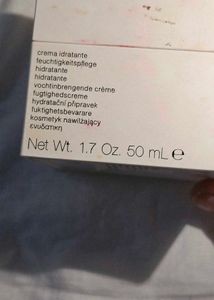 crema idratante
feuchtigkeitspflege
hidratante
hidratante
vochtinbrengende crème
fugtighedscreme
hydratační přípravek
fuktighetsbevarare
kosmetyk nawilżający
ενυδατική
Net Wt. 1.7 Oz. 50 mL ℮